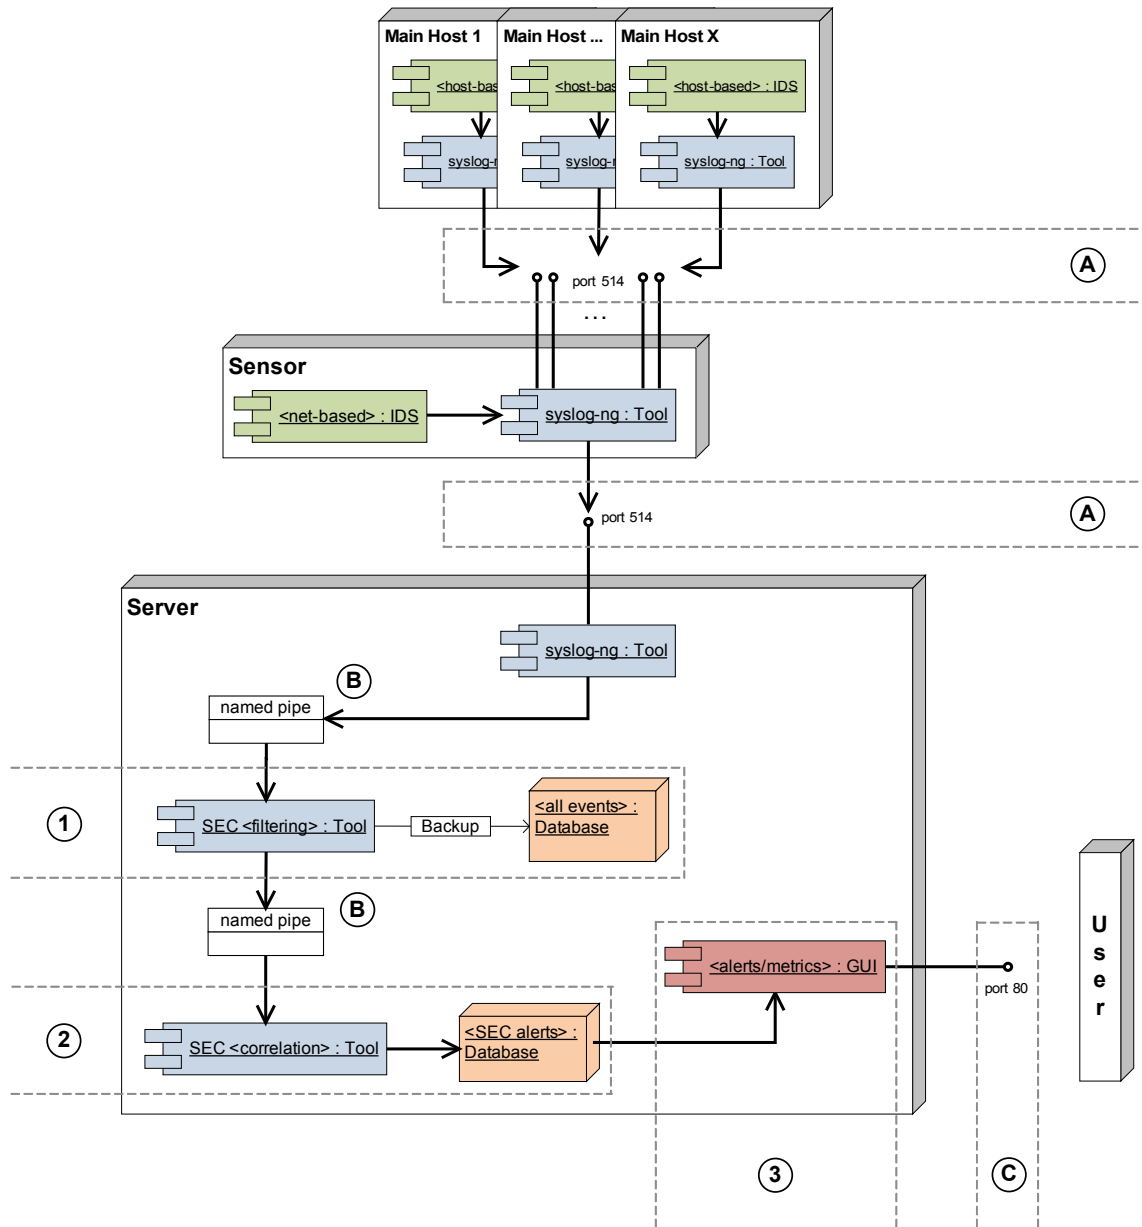 Main Host 1
Main Host ...
Main Host X
<host-bas
<host-bas
<host-based> : IDS
syslog-n
syslog-n
syslog-ng : Tool
A
port 514
...
Sensor
<net-based> : IDS
syslog-ng : Tool
port 514
A
Server
syslog-ng : Tool
B
named pipe
1
SEC <filtering> : Tool
Backup
<all events> :
Database
named pipe
B
<alerts/metrics> : GUI
port 80
U
s
e
r
2
SEC <correlation> : Tool
<SEC alerts> :
Database
3
C